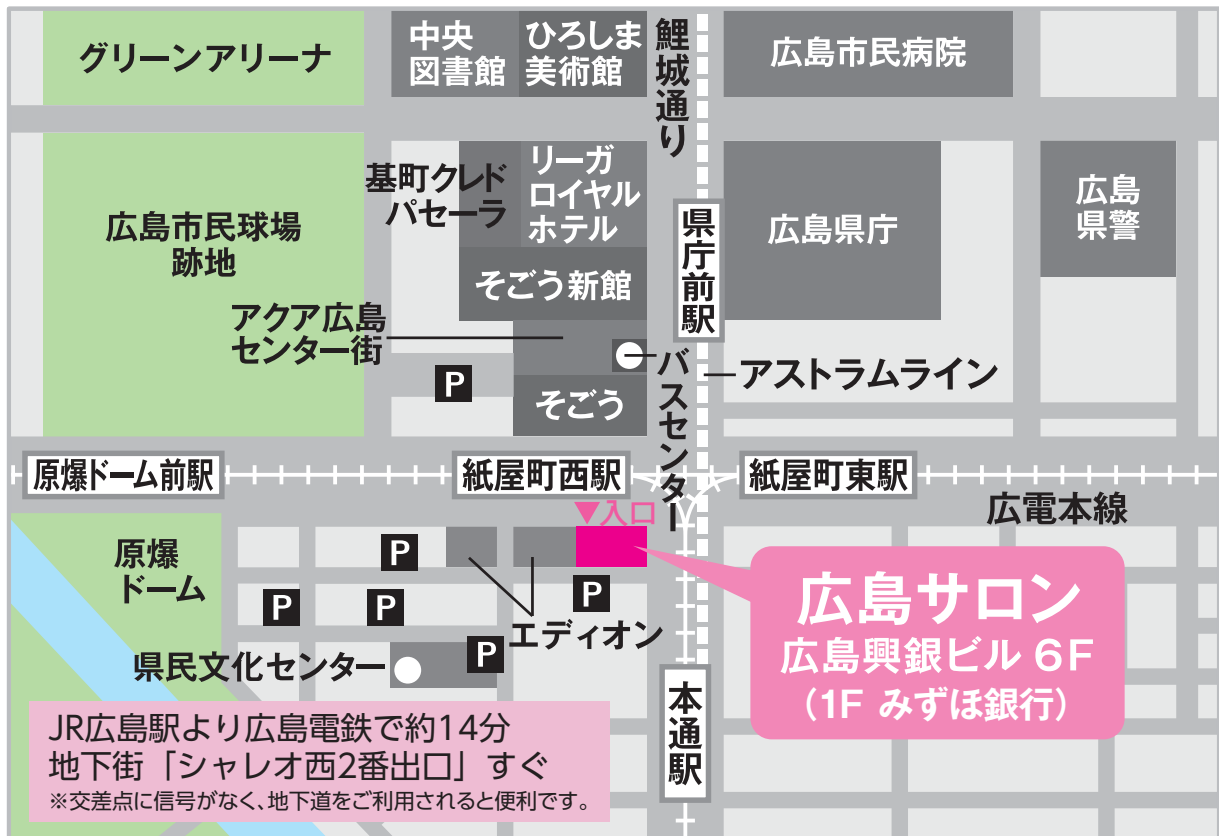 グリーンアリーナ
中央
図書館
ひろしま
美術館
鯉城通り
広島市民病院
広島市民球場
跡地
基町クレド
パセーラ
リーガ
ロイヤル
ホテル
県庁前駅
広島県庁
広島
県警
そごう新館
アクア広島
センター街
バスセンター
アストラムライン
P
そごう
原爆ドーム前駅
紙屋町西駅
紙屋町東駅
広電本線
▼入口
原爆
ドーム
P
P
P
P
エディオン
P
県民文化センター
広島サロン
広島興銀ビル 6F
(1F みずほ銀行)
本通駅
JR広島駅より広島電鉄で約14分
地下街「シャレオ西2番出口」すぐ
※交差点に信号がなく、地下道をご利用されると便利です。